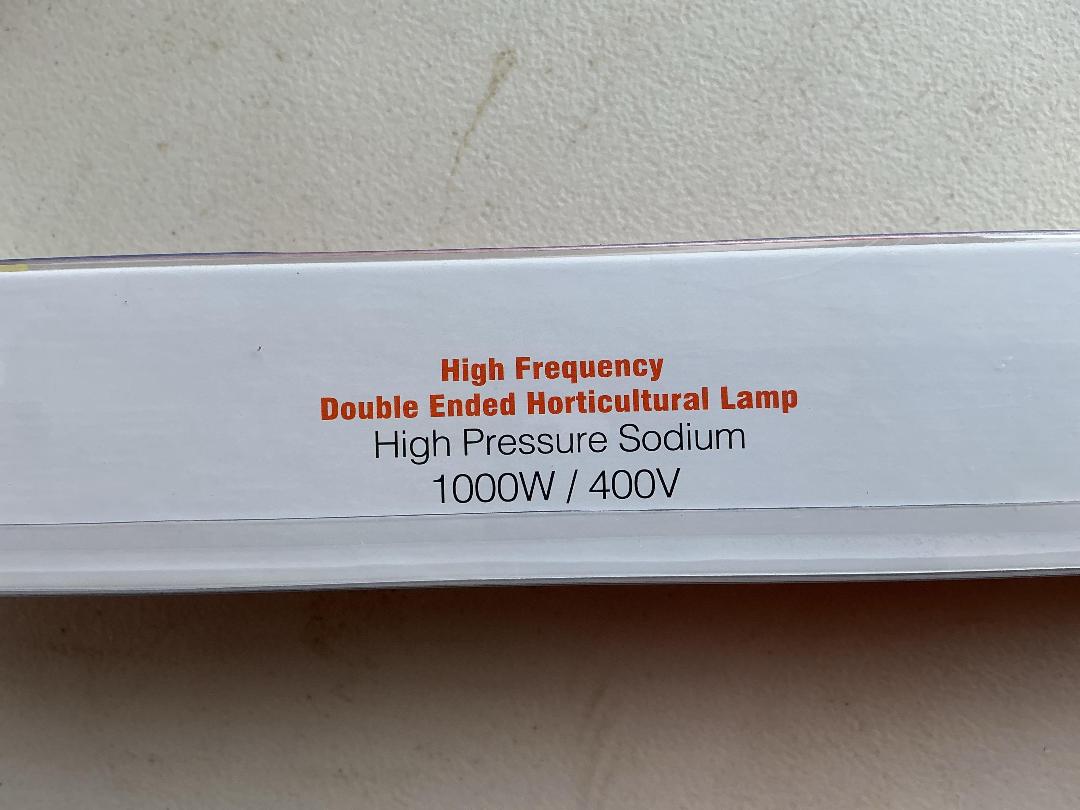 High Frequency
Double Ended Horticultural Lamp
High Pressure Sodium
1000W / 400V